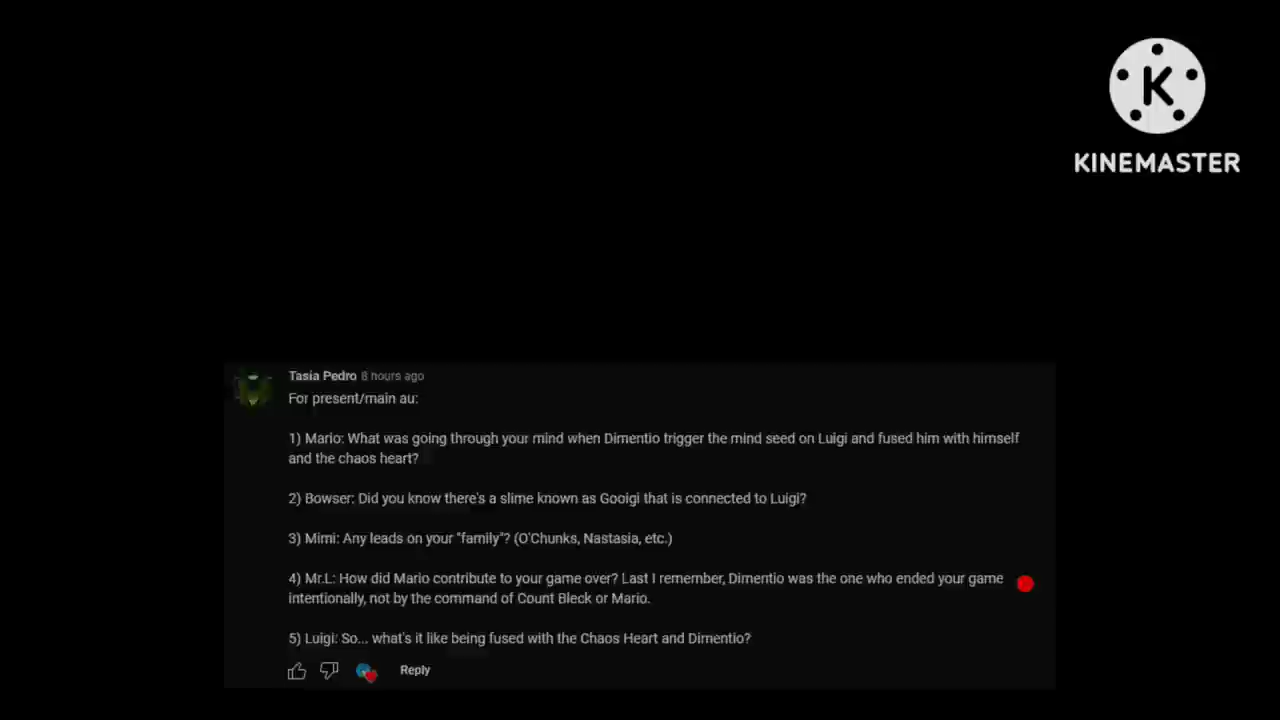 K
KINEMASTER
Tasia Pedro 6 hours ago
For present/main au:
1) Mario: What was going through your mind when Dimentio trigger the mind seed on Luigi and fused him with himself
and the chaos heart?
2) Bowser: Did you know there's a slime known as Gooigi that is connected to Luigi?
3) Mimi: Any leads on your "family"? (O'Chunks, Nastasia, etc.)
4) Mr.L: How did Mario contribute to your game over? Last I remember, Dimentio was the one who ended your game
intentionally, not by the command of Count Bleck or Mario.
5) Luigi: So... what's it like being fused with the Chaos Heart and Dimentio?
Reply